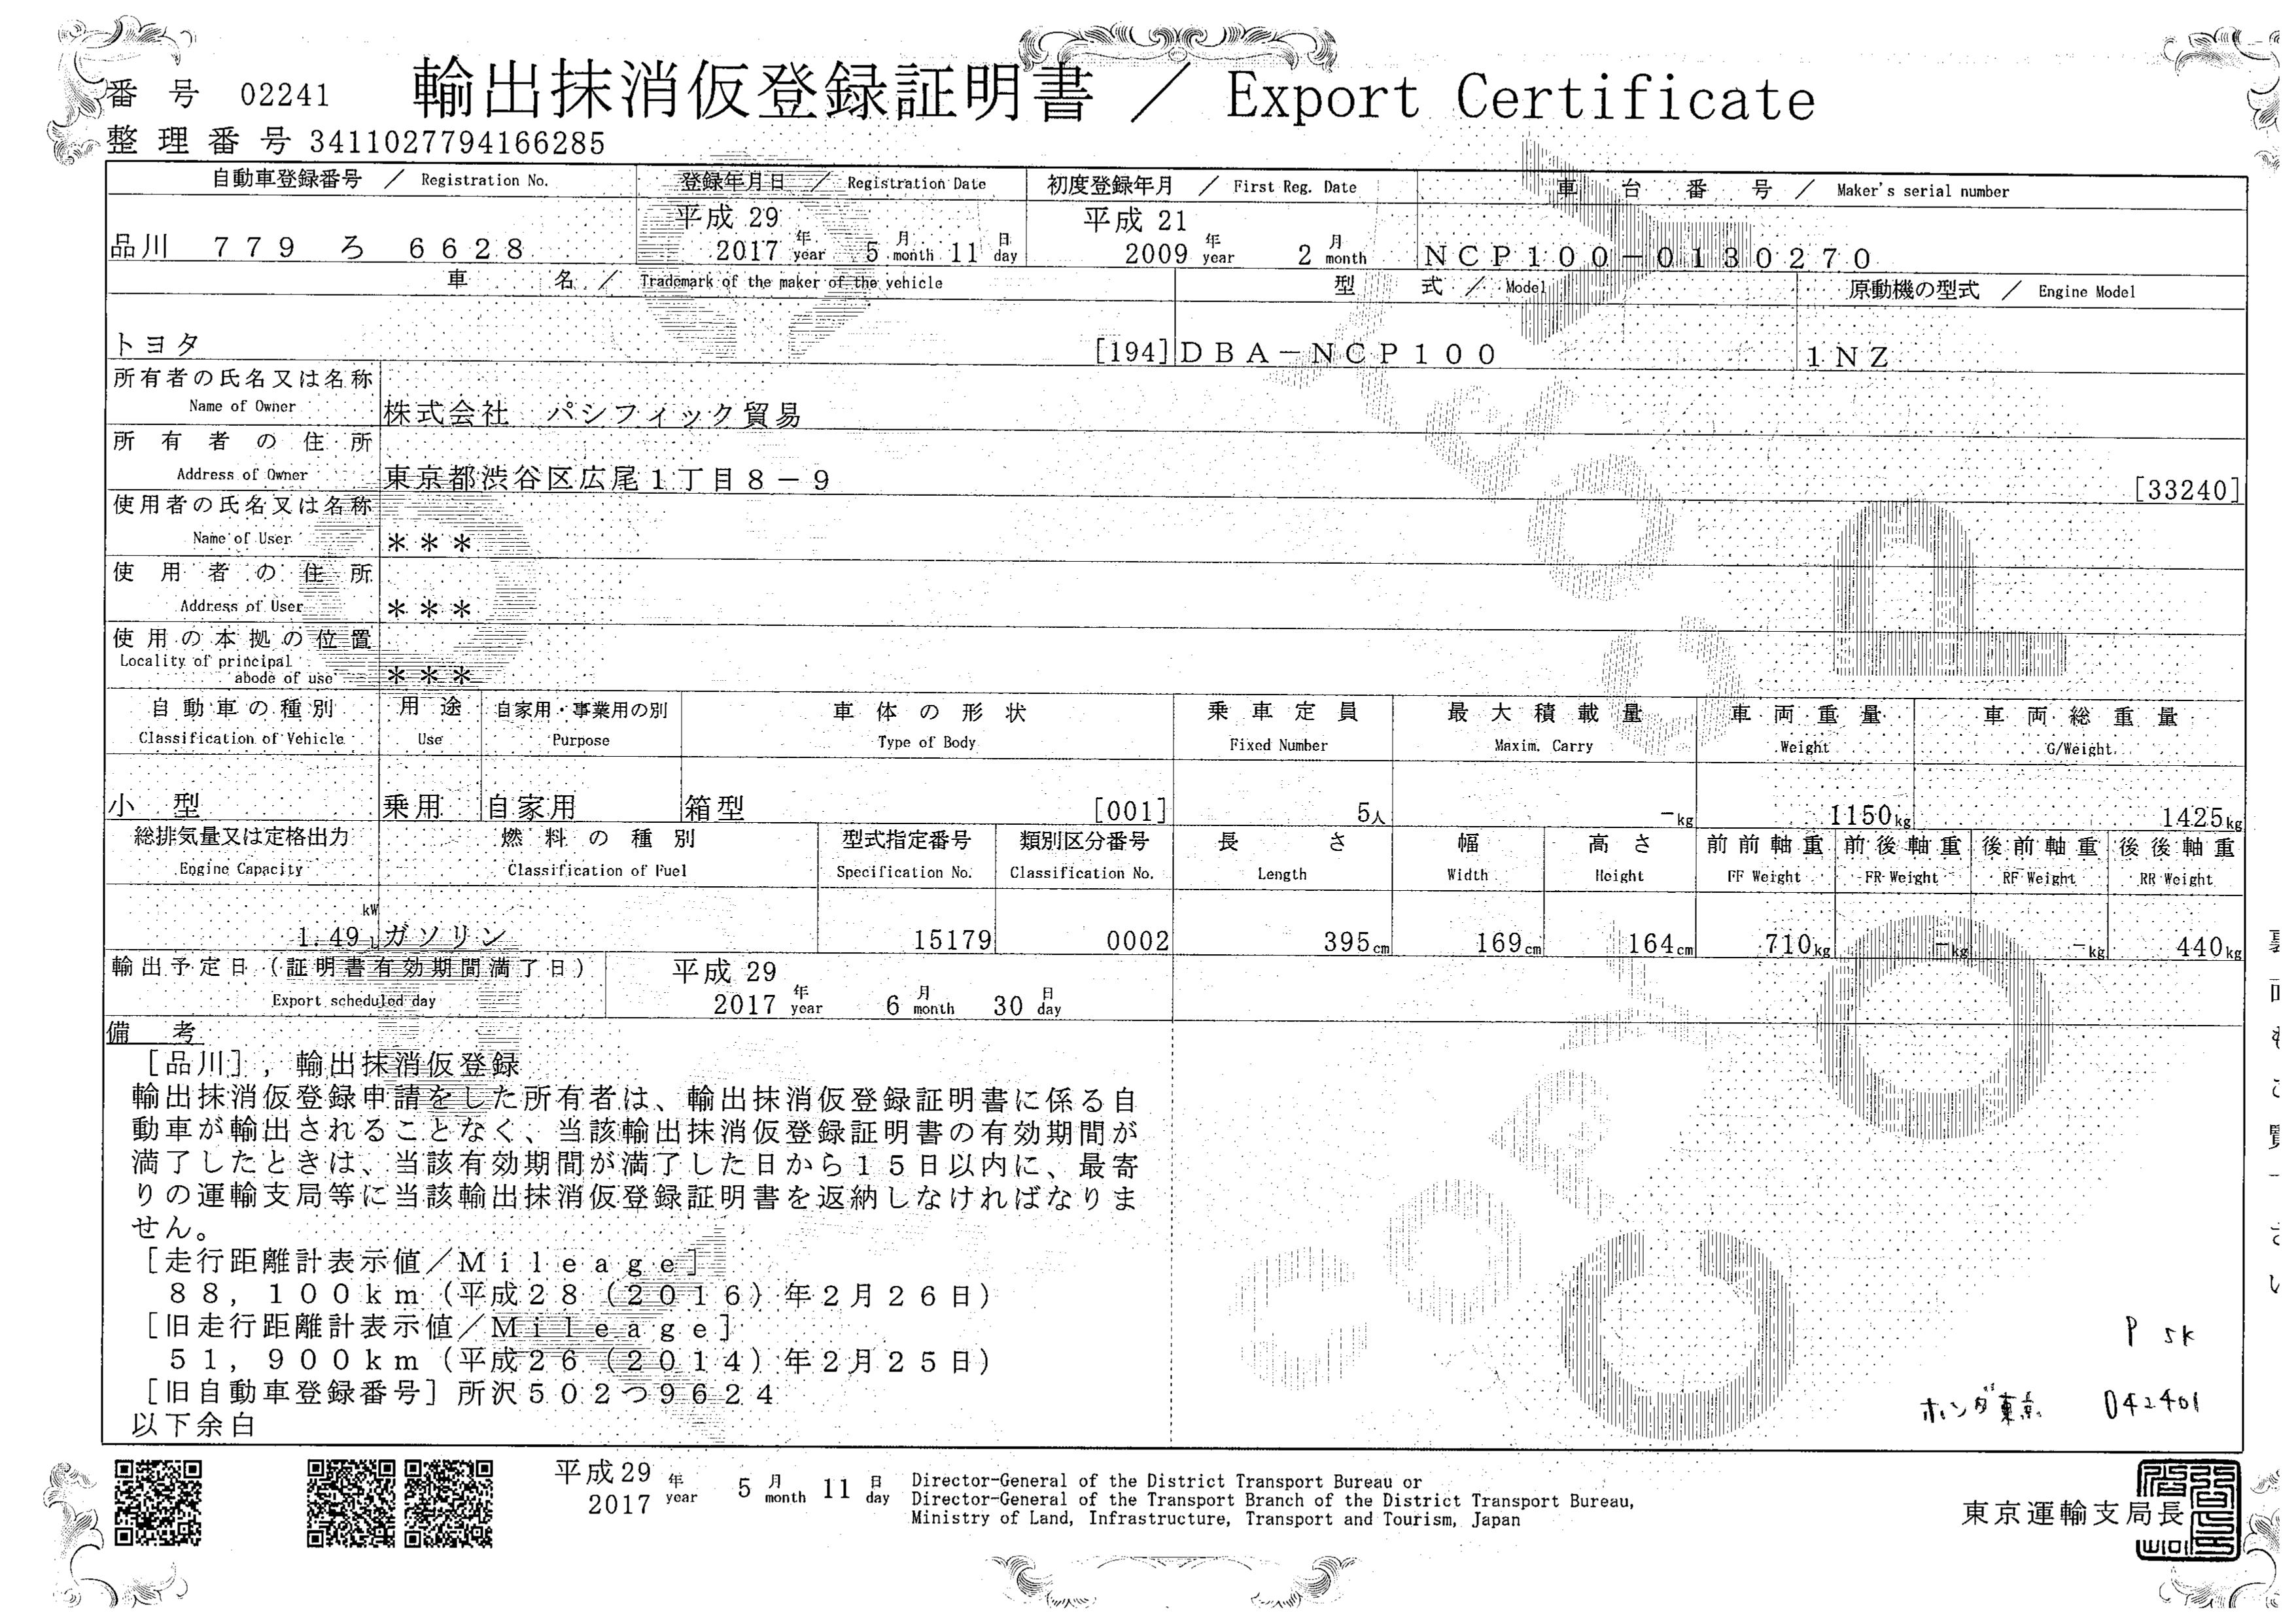 番号 02241 輸出抹消仮登録証明書 / Export Certificate
整理番号 3411027794166285
自動車登録番号 / Registration No. 登録年月日 / Registration Date 初度登録年月 / First Reg. Date 車台番号 / Maker's serial number
平成 29 平成 21
品川 779 ろ 6628 2017 年 year 5 月 month 11 日 day 2009 年 year 2 月 month NCP100-0130270
車名 / Trademark of the maker of the vehicle 型式 / Model 原動機の型式 / Engine Model
トヨタ [194] DBA-NCP100 1NZ
所有者の氏名又は名称
Name of Owner 株式会社 パシフィック貿易
所有者の住所
Address of Owner 東京都渋谷区広尾1丁目8-9 [33240]
使用者の氏名又は名称
Name of User ***
使用者の住所
Address of User ***
使用の本拠の位置
Locality of principal
abode of use ***
自動車の種別 用途 自家用・事業用の別 車体の形状 乗車定員 最大積載量 車両重量 車両総重量
Classification of Vehicle Use Purpose Type of Body Fixed Number Maxim. Carry Weight G/Weight
小型 乗用 自家用 箱型 [001] 5人 -kg 1150kg 1425kg
総排気量又は定格出力 燃料の種別 型式指定番号 類別区分番号 長さ 幅 高さ 前前軸重 前後軸重 後前軸重 後後軸重
Engine Capacity Classification of Fuel Specification No. Classification No. Length Width Height FF Weight FR Weight RF Weight RR Weight
kW
1.49 L ガソリン 15179 0002 395cm 169cm 164cm 710kg -kg -kg 440kg
輸出予定日(証明書有効期間満了日) 平成 29
Export scheduled day 2017 年 year 6 月 month 30 日 day
備考
[品川], 輸出抹消仮登録
輸出抹消仮登録申請をした所有者は、輸出抹消仮登録証明書に係る自
動車が輸出されることなく、当該輸出抹消仮登録証明書の有効期間が
満了したときは、当該有効期間が満了した日から15日以内に、最寄
りの運輸支局等に当該輸出抹消仮登録証明書を返納しなければなりま
せん。
[走行距離計表示値/Mileage]
88,100km(平成28(2016)年2月26日)
[旧走行距離計表示値/Mileage]
51,900km(平成26(2014)年2月25日)
[旧自動車登録番号]所沢502つ9624
以下余白
P SK
ホンダ東京 042401
平成29 年 5 月 11 日 Director-General of the District Transport Bureau or
2017 year month day Director-General of the Transport Branch of the District Transport Bureau,
Ministry of Land, Infrastructure, Transport and Tourism, Japan
東京運輸支局長